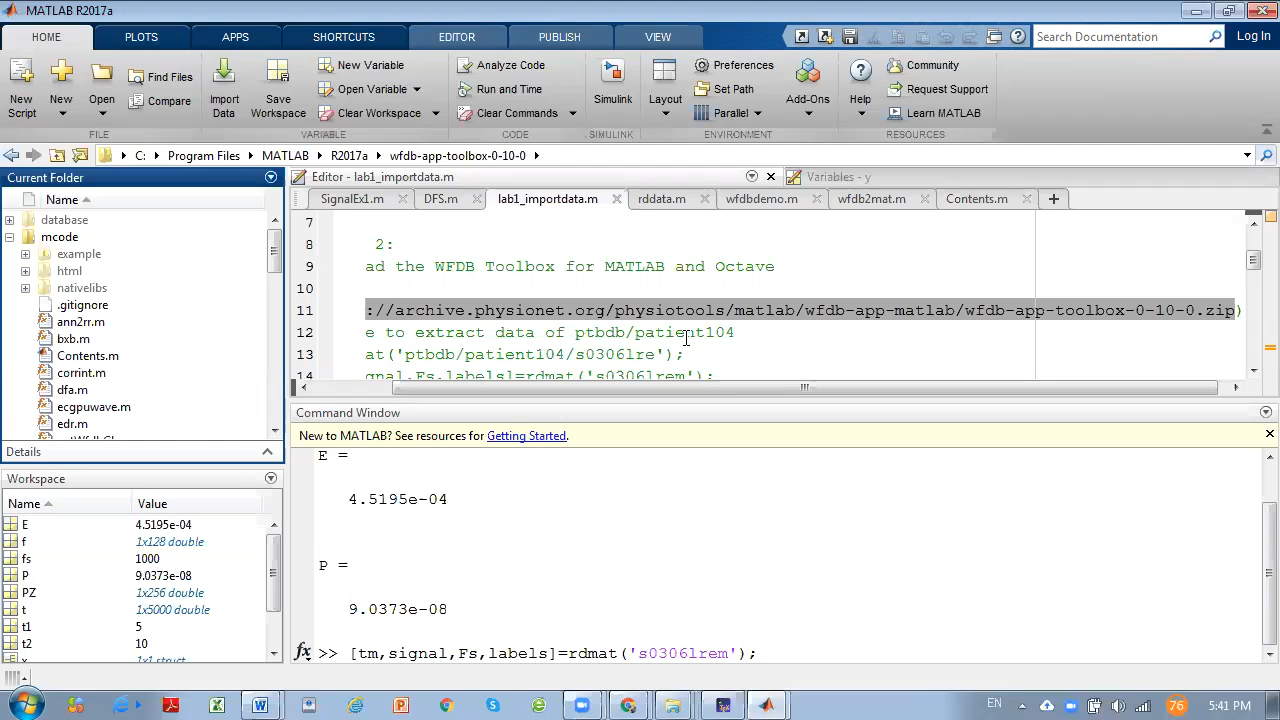 MATLAB R2017a
HOME PLOTS APPS SHORTCUTS EDITOR PUBLISH VIEW Search Documentation Log In
New Script New Open Find Files Compare Import Data Save Workspace New Variable Open Variable Clear Workspace Analyze Code Run and Time Clear Commands Simulink Layout Preferences Set Path Parallel Add-Ons Help Community Request Support Learn MATLAB
FILE VARIABLE CODE SIMULINK ENVIRONMENT RESOURCES
C: Program Files MATLAB R2017a wfdb-app-toolbox-0-10-0
Current Folder
Name
database
mcode
example
html
nativelibs
.gitignore
ann2rr.m
bxb.m
Contents.m
corrint.m
dfa.m
ecgpuwave.m
edr.m
Details
Workspace
Name Value
E 4.5195e-04
f 1x128 double
fs 1000
P 9.0373e-08
PZ 1x256 double
t 1x5000 double
t1 5
t2 10
1x1 struct
Editor - lab1_importdata.m Variables - y
SignalEx1.m DFS.m lab1_importdata.m rddata.m wfdbdemo.m wfdb2mat.m Contents.m
7
8 2:
9 ad the WFDB Toolbox for MATLAB and Octave
10
11 ://archive.physionet.org/physiotools/matlab/wfdb-app-matlab/wfdb-app-toolbox-0-10-0.zip)
12 e to extract data of ptbdb/patient104
13 at('ptbdb/patient104/s0306lre');
14 gnal,Fs,labels]=rdmat('s0306lrem');
Command Window
New to MATLAB? See resources for Getting Started.
E =
4.5195e-04
P =
9.0373e-08
fx >> [tm,signal,Fs,labels]=rdmat('s0306lrem');
EN 76 5:41 PM